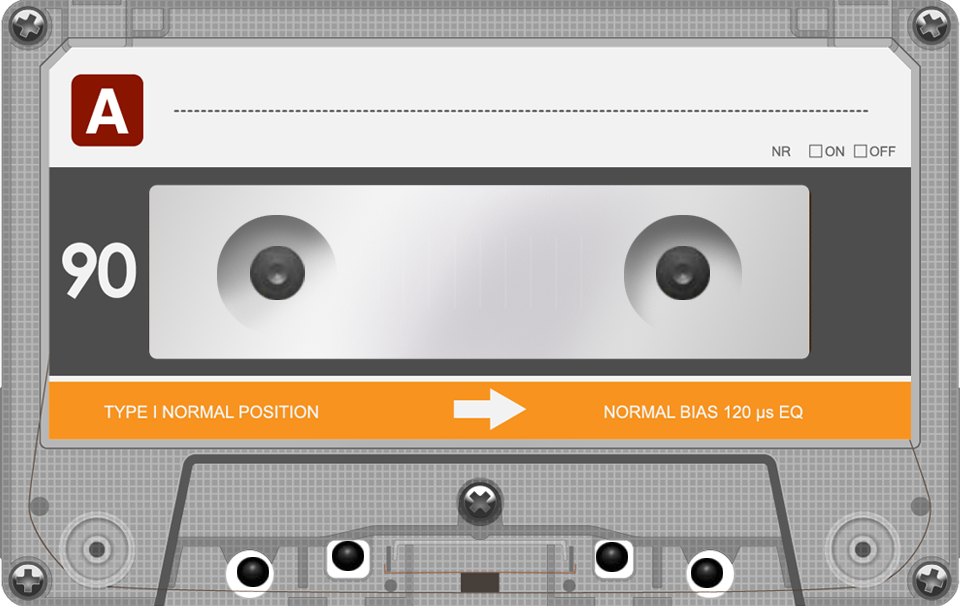 A
NR ☐ ON ☐ OFF
90
TYPE I NORMAL POSITION
NORMAL BIAS 120 µs EQ